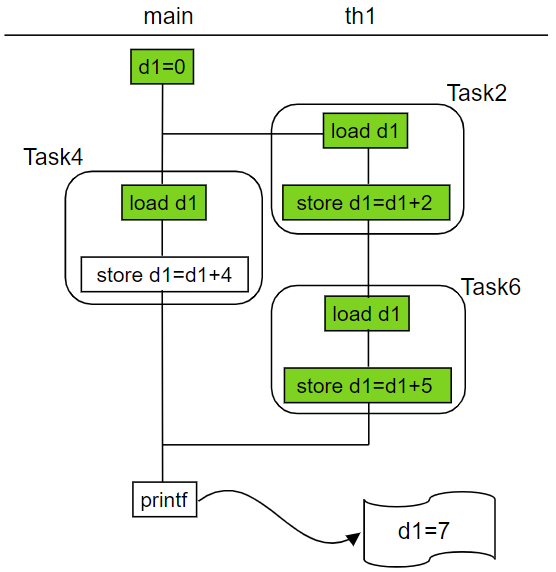 main
th1
d1=0
Task2
load d1
Task4
load d1
store d1=d1+2
store d1=d1+4
Task6
load d1
store d1=d1+5
printf
d1=7